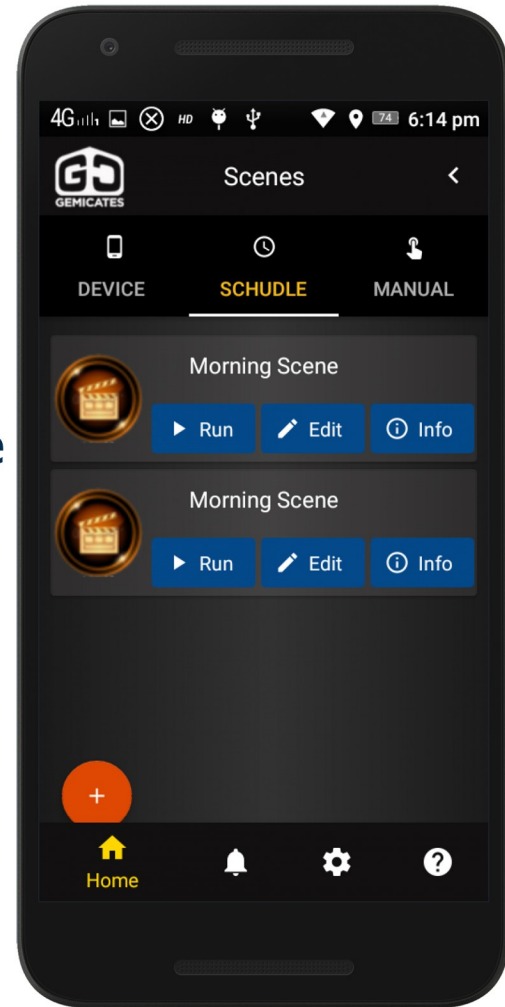 4G HD 74 6:14 pm
GEMICATES
Scenes
DEVICE SCHUDLE MANUAL
Morning Scene
Run Edit Info
e
Morning Scene
Run Edit Info
+
Home ?